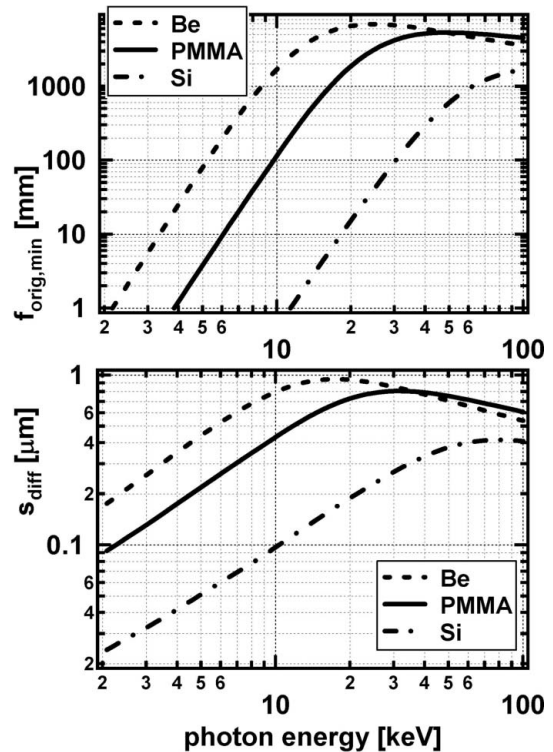 Be
PMMA
Si
f_orig,min [mm]
1000
100
10
1
2 3 4 5 6 2 3 4 5 6
10 100
s_diff [μm]
1
6
4
2
0.1
6
4
2
Be
PMMA
Si
2 3 4 5 6 2 3 4 5 6
10 100
photon energy [keV]